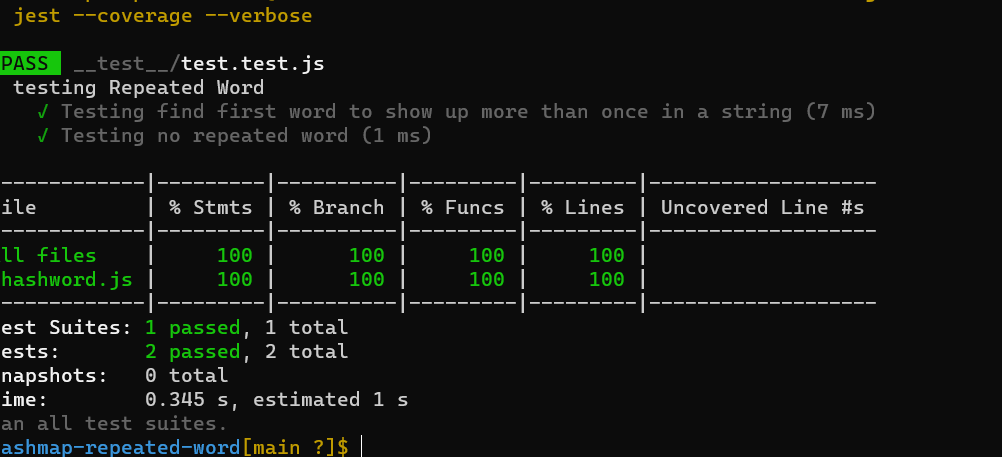 jest --coverage --verbose
PASS __test__/test.test.js
testing Repeated Word
√ Testing find first word to show up more than once in a string (7 ms)
√ Testing no repeated word (1 ms)
------------|---------|----------|---------|---------|-------------------
ile | % Stmts | % Branch | % Funcs | % Lines | Uncovered Line #s
------------|---------|----------|---------|---------|-------------------
ll files | 100 | 100 | 100 | 100 |
hashword.js | 100 | 100 | 100 | 100 |
------------|---------|----------|---------|---------|-------------------
est Suites: 1 passed, 1 total
ests: 2 passed, 2 total
napshots: 0 total
ime: 0.345 s, estimated 1 s
an all test suites.
ashmap-repeated-word[main ?]$